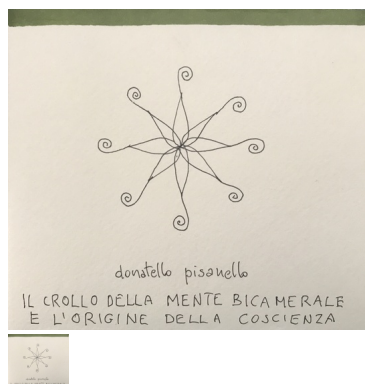 donatello pisanello
IL CROLLO DELLA MENTE BICAMERALE
E L'ORIGINE DELLA COSCIENZA